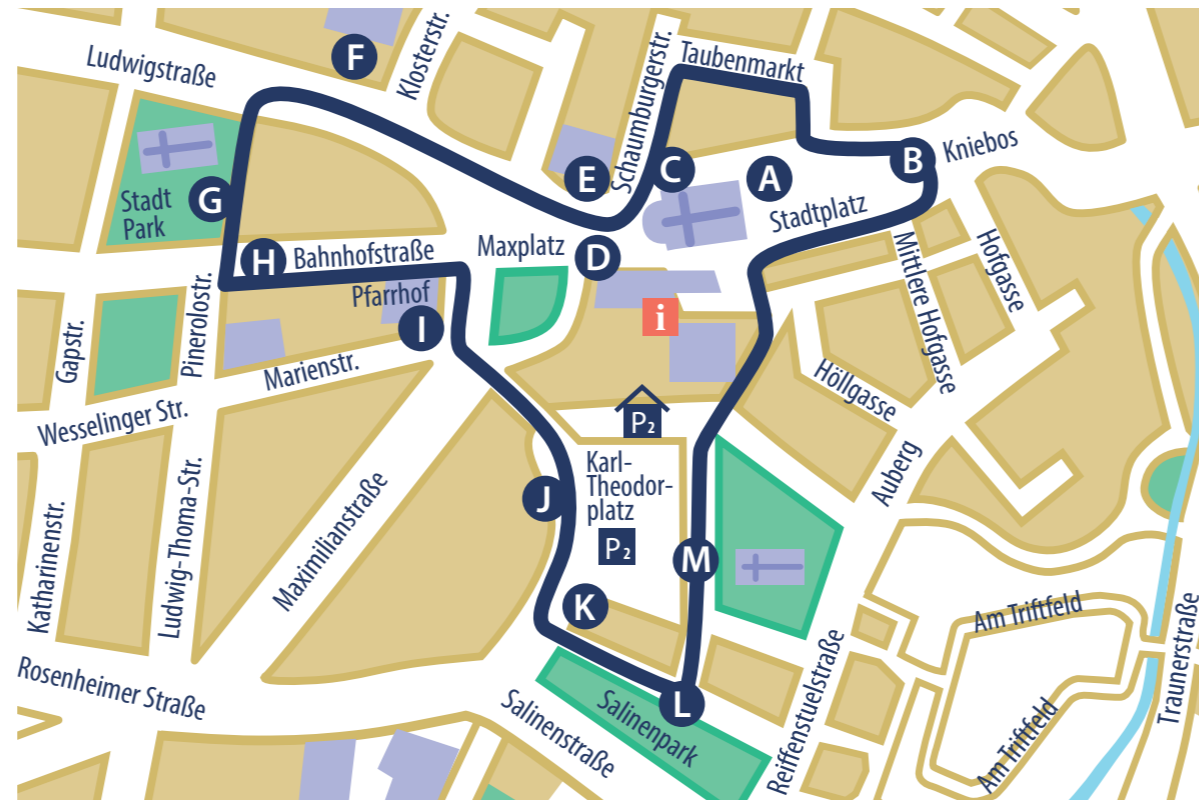 Ludwigstraße
F
Klosterstr.
Schaumburgerstr.
Taubenmarkt
Kniebos
B
A
C
E
Stadtplatz
Stadt
Park
G
H
Bahnhofstraße
Maxplatz
D
Pfarrhof
I
i
Mittlere Hofgasse
Hofgasse
Gapstr.
Pinerolostr.
Marienstr.
Höllgasse
Wesselinger Str.
P2
Karl-
Theodor-
platz
P2
Auberg
J
M
K
L
Katharinenstr.
Ludwig-Thoma-Str.
Maximilianstraße
Am Triftfeld
Am Triftfeld
Traunerstraße
Reiffenstuelstraße
Rosenheimer Straße
Salinenstraße
Salinenpark